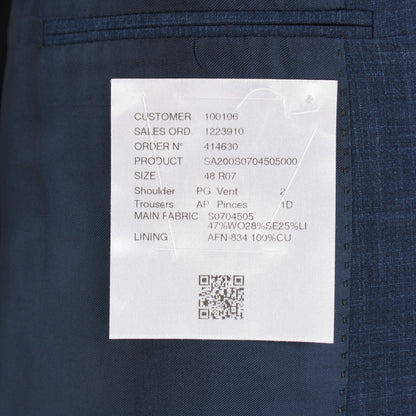 CUSTOMER 100106
SALES ORD. 1223910
ORDER N° 414630
PRODUCT SA200S0704505000
SIZE 48 R07
Shoulder PG Vent 2
Trousers AP Pinces 1D
MAIN FABRIC S0704505
47%WO28%SE25%LI
LINING AFN-834 100%CU